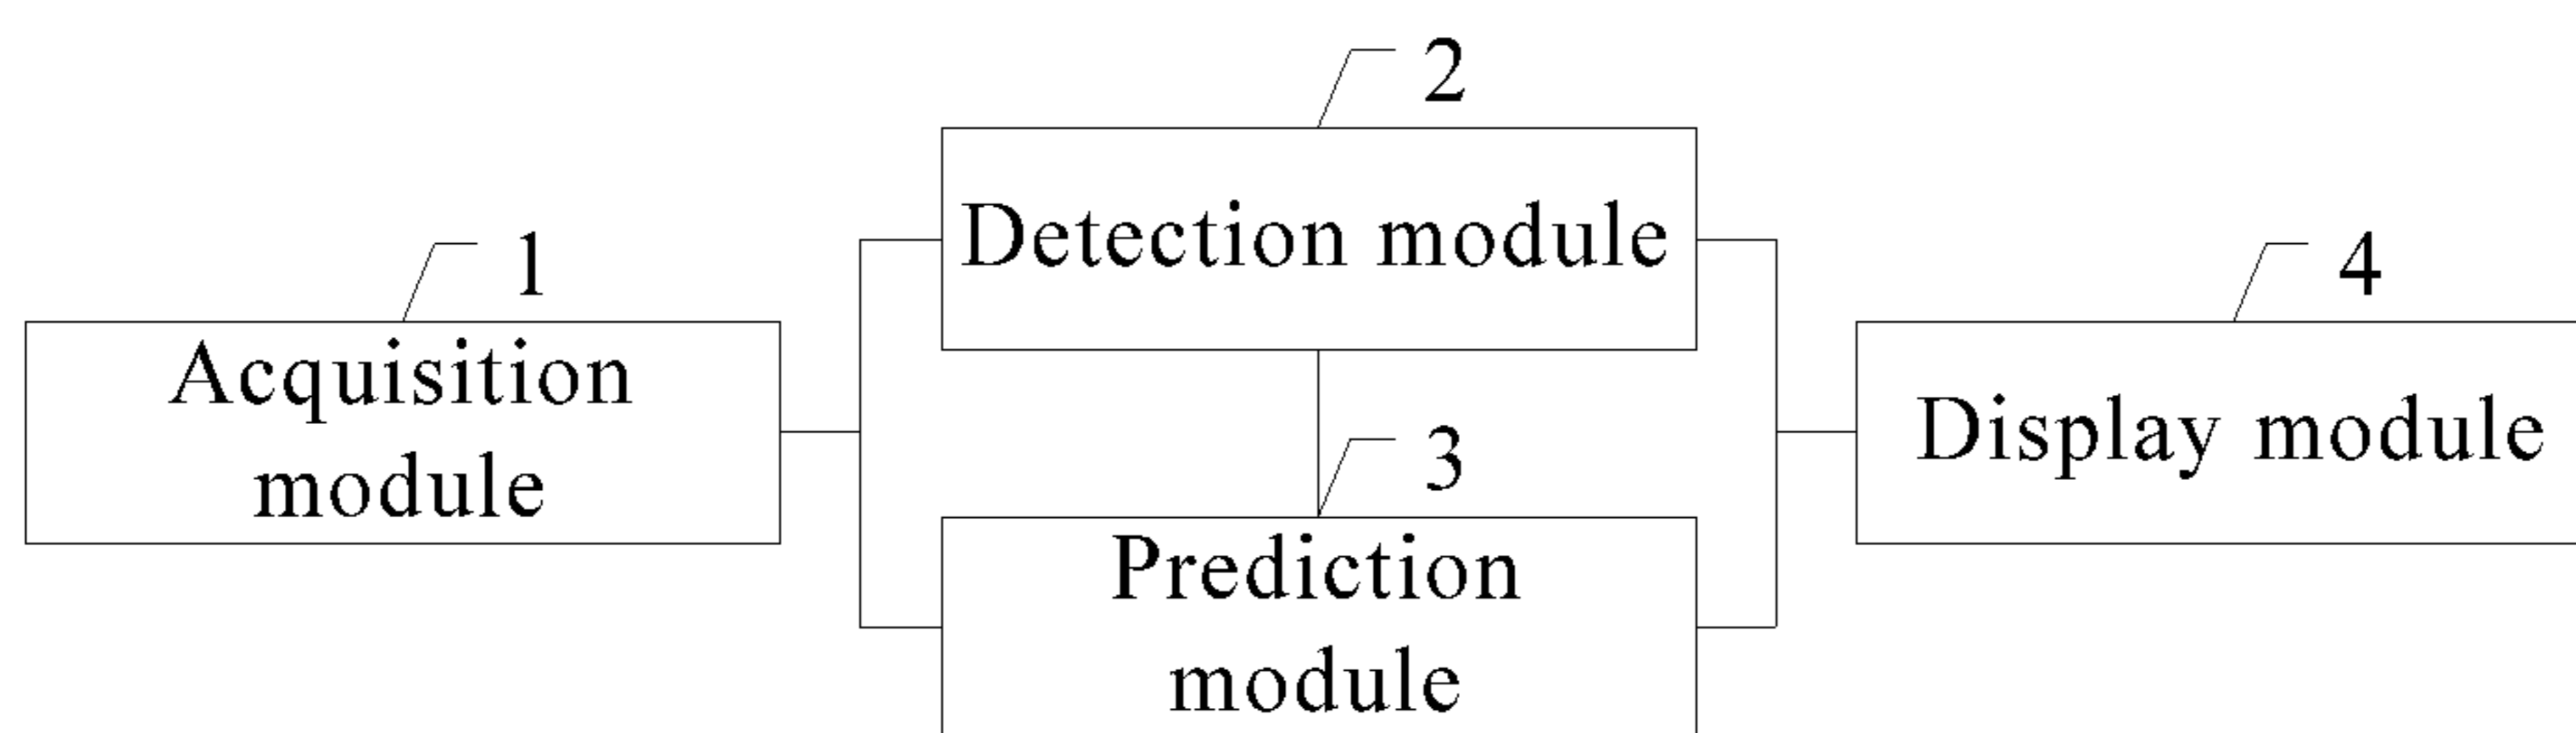 1
Acquisition
module
2
Detection module
3
Prediction
module
4
Display module